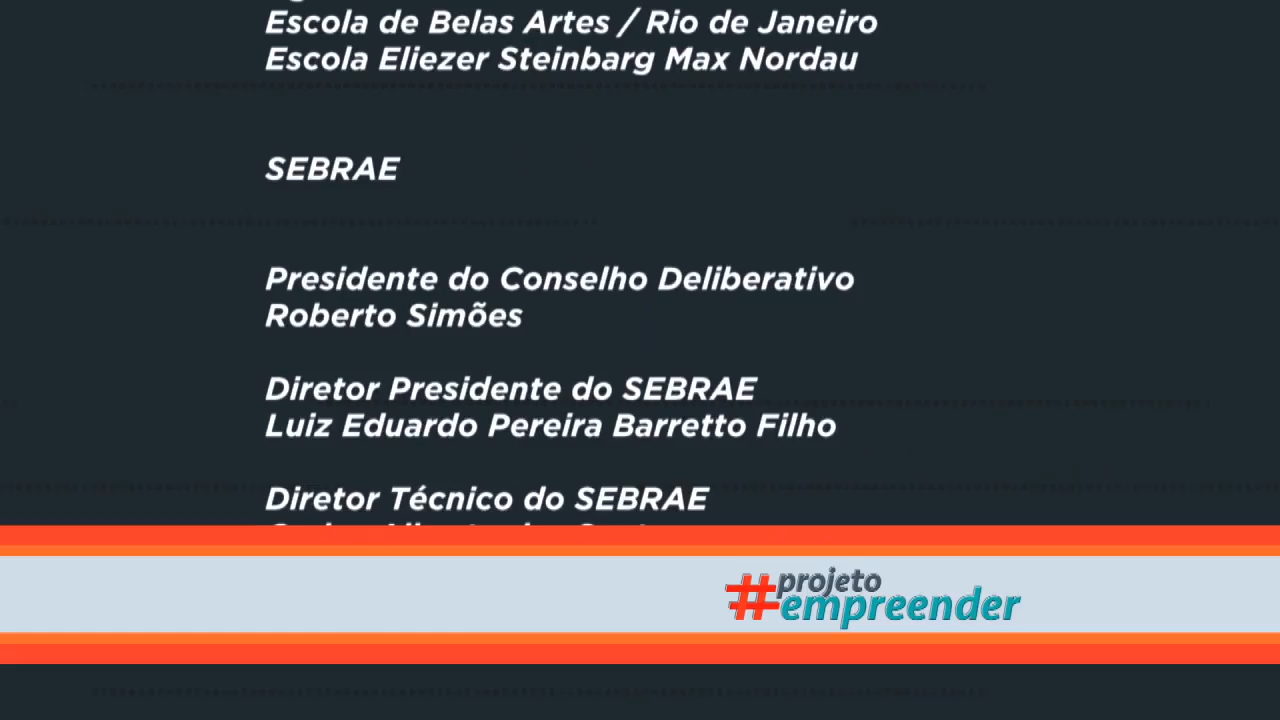 Escola de Belas Artes / Rio de Janeiro
Escola Eliezer Steinbarg Max Nordau
SEBRAE
Presidente do Conselho Deliberativo
Roberto Simões
Diretor Presidente do SEBRAE
Luiz Eduardo Pereira Barretto Filho
Diretor Técnico do SEBRAE
#projeto
empreender